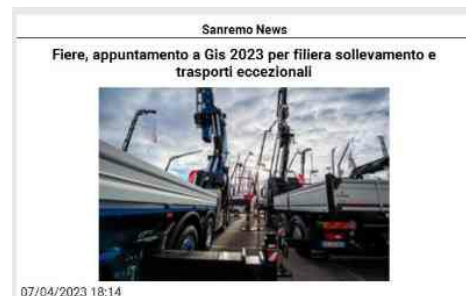 Sanremo News
Fiere, appuntamento a Gis 2023 per filiera sollevamento e
trasporti eccezionali
07/04/2023 18:14